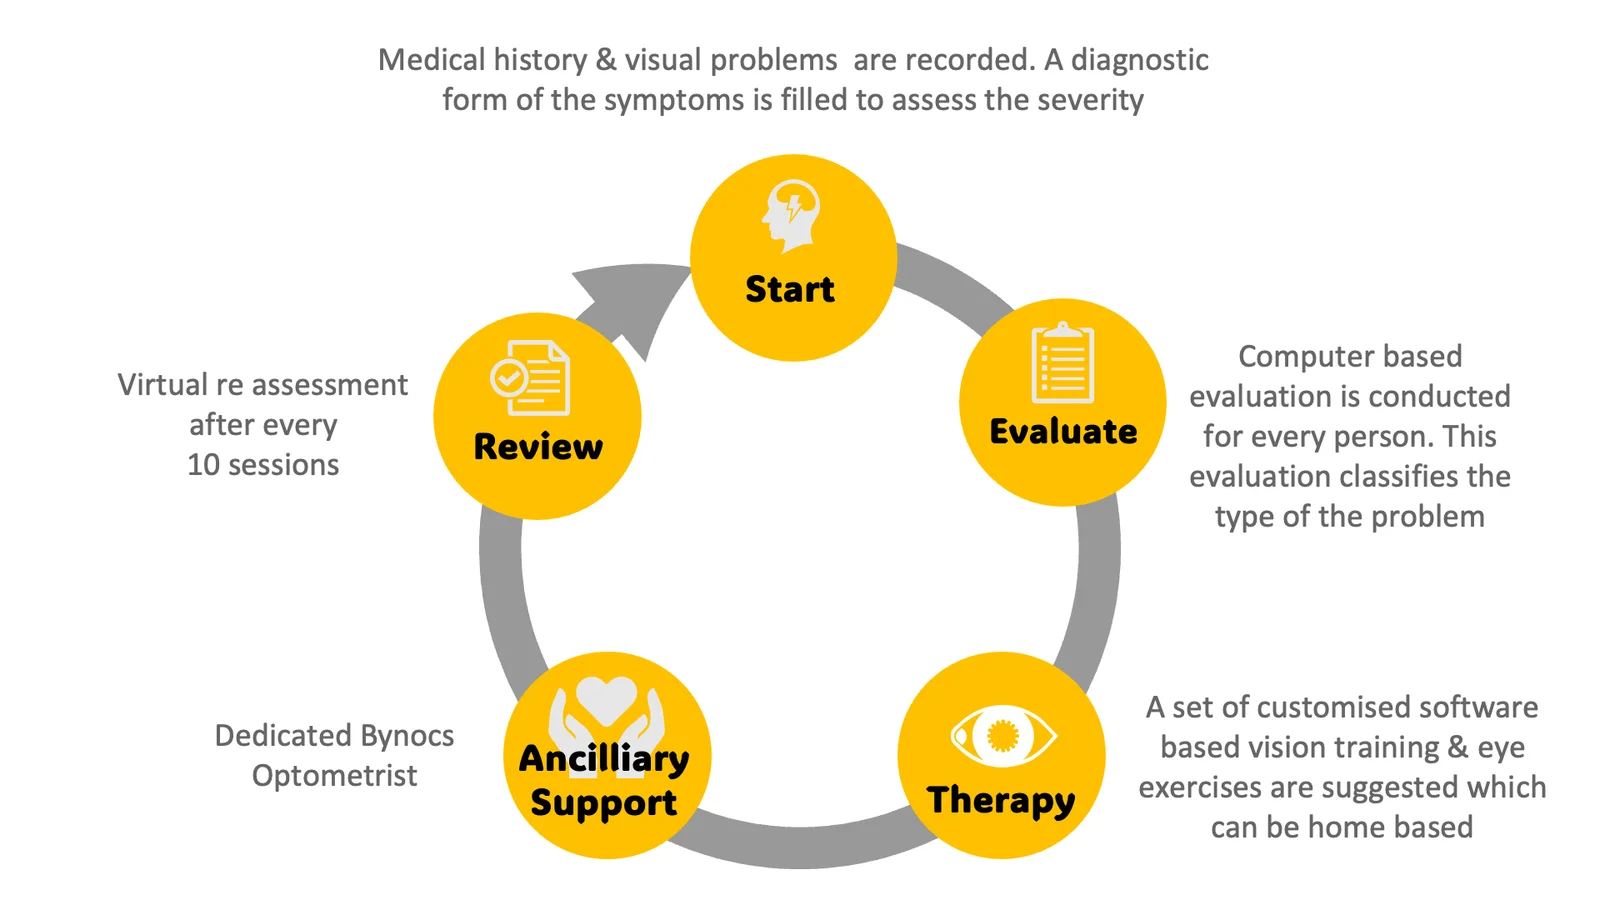 Medical history & visual problems  are recorded. A diagnostic
form of the symptoms is filled to assess the severity
Start
Evaluate
Computer based
evaluation is conducted
for every person. This
evaluation classifies the
type of the problem
Therapy
A set of customised software
based vision training & eye
exercises are suggested which
can be home based
Ancilliary
Support
Dedicated Bynocs
Optometrist
Review
Virtual re assessment
after every
10 sessions